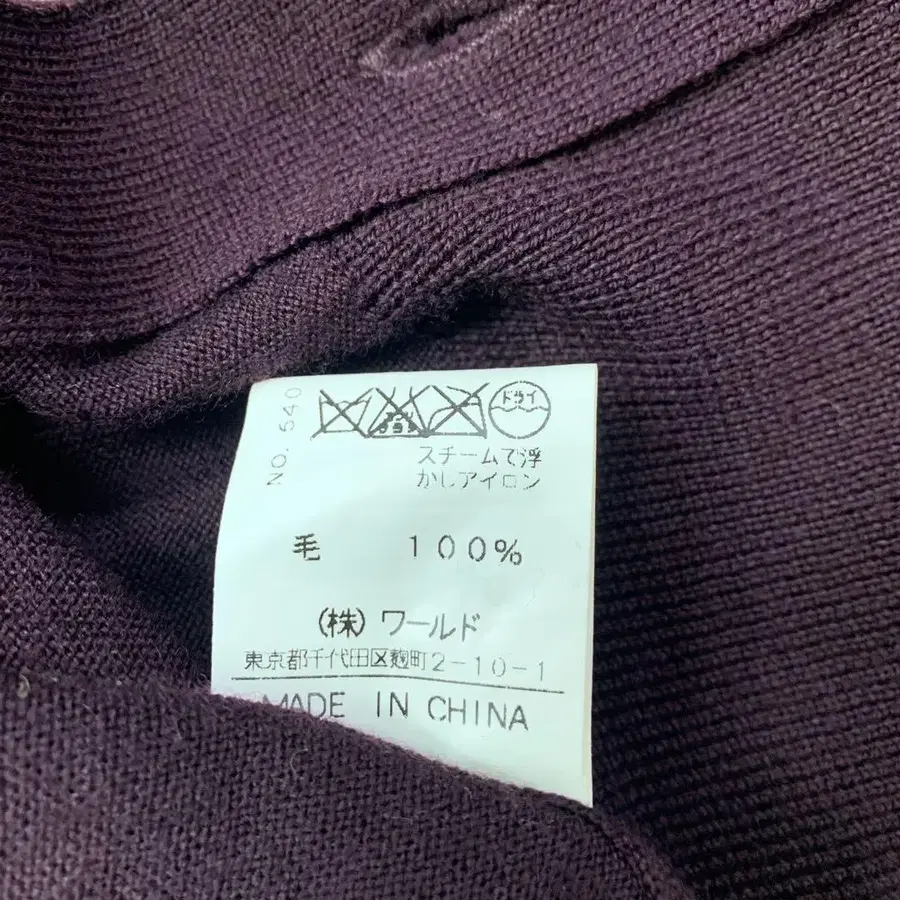 NO. 540
ドライ
スチームで浮
かしアイロン
毛 100%
(株)ワールド
東京都千代田区麹町2-10-1
MADE IN CHINA